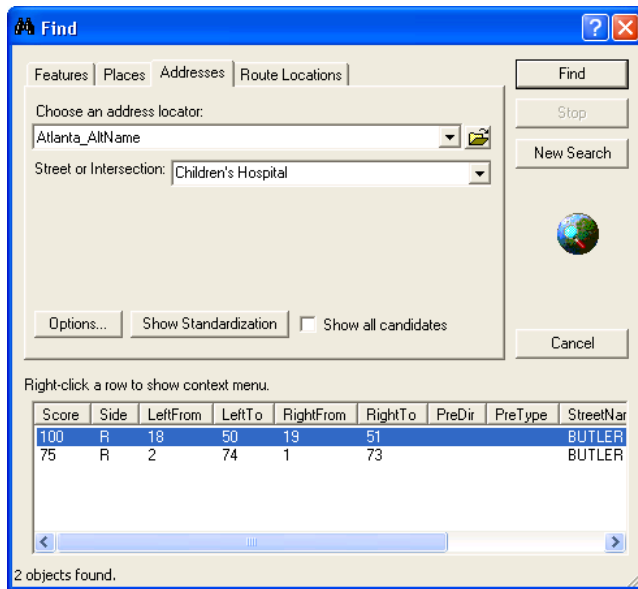 Find
Features Places Addresses Route Locations
Find
Choose an address locator:
Stop
Atlanta_AltName
New Search
Street or Intersection: Children's Hospital
Options... Show Standardization Show all candidates
Cancel
Right-click a row to show context menu.
Score Side LeftFrom LeftTo RightFrom RightTo PreDir PreType StreetNar
100 R 18 50 19 51 BUTLER
75 R 2 74 1 73 BUTLER
2 objects found.